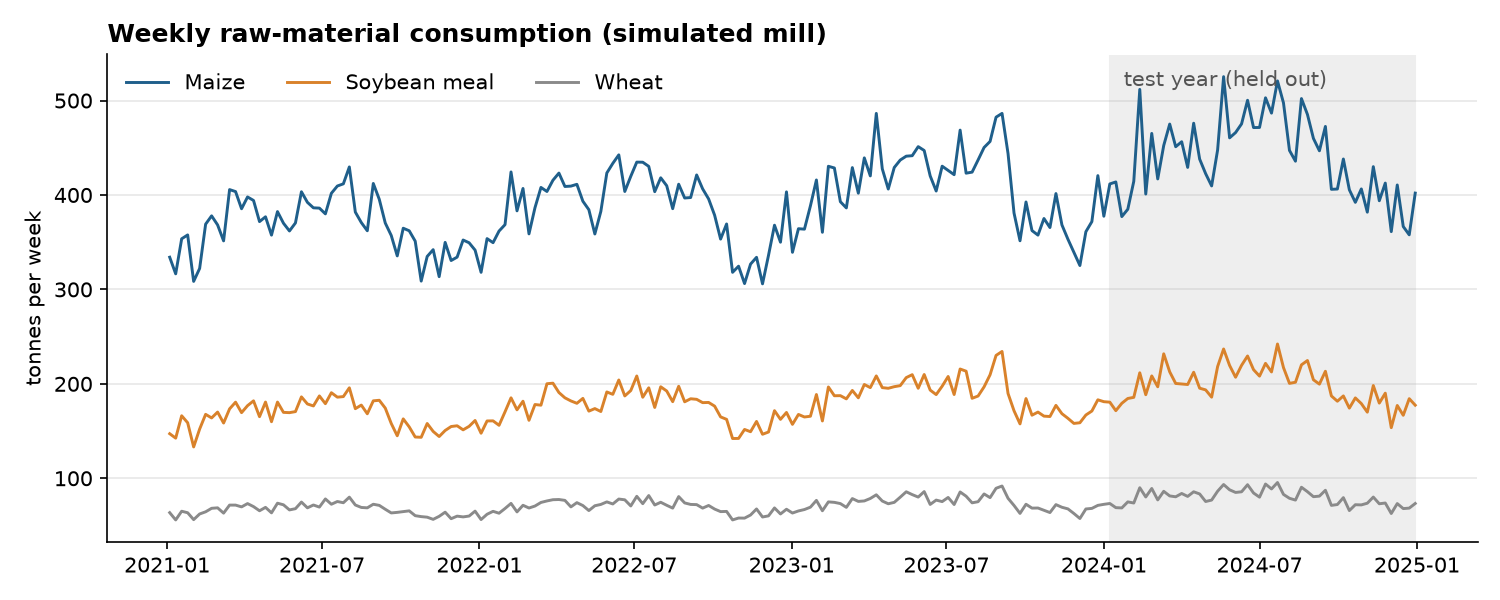 Weekly raw-material consumption (simulated mill)
Maize
Soybean meal
Wheat
test year (held out)
tonnes per week
500
400
300
200
100
2021-01
2021-07
2022-01
2022-07
2023-01
2023-07
2024-01
2024-07
2025-01